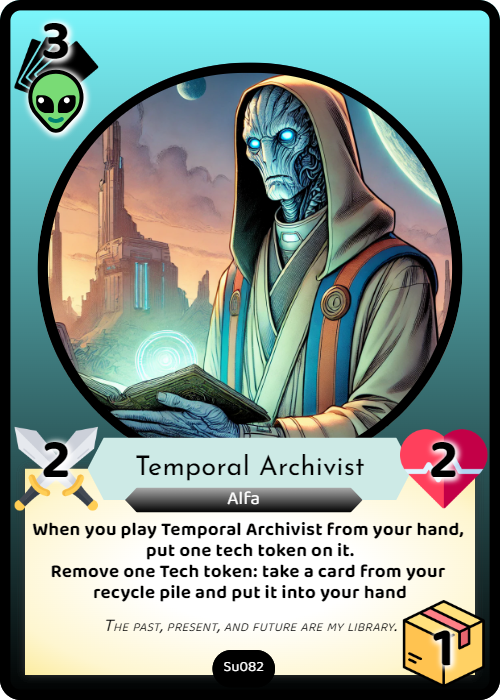 3
2
Temporal Archivist
2
Alfa
When you play Temporal Archivist from your hand,
put one tech token on it.
Remove one Tech token: take a card from your
recycle pile and put it into your hand
The past, present, and future are my library.
1
Su082